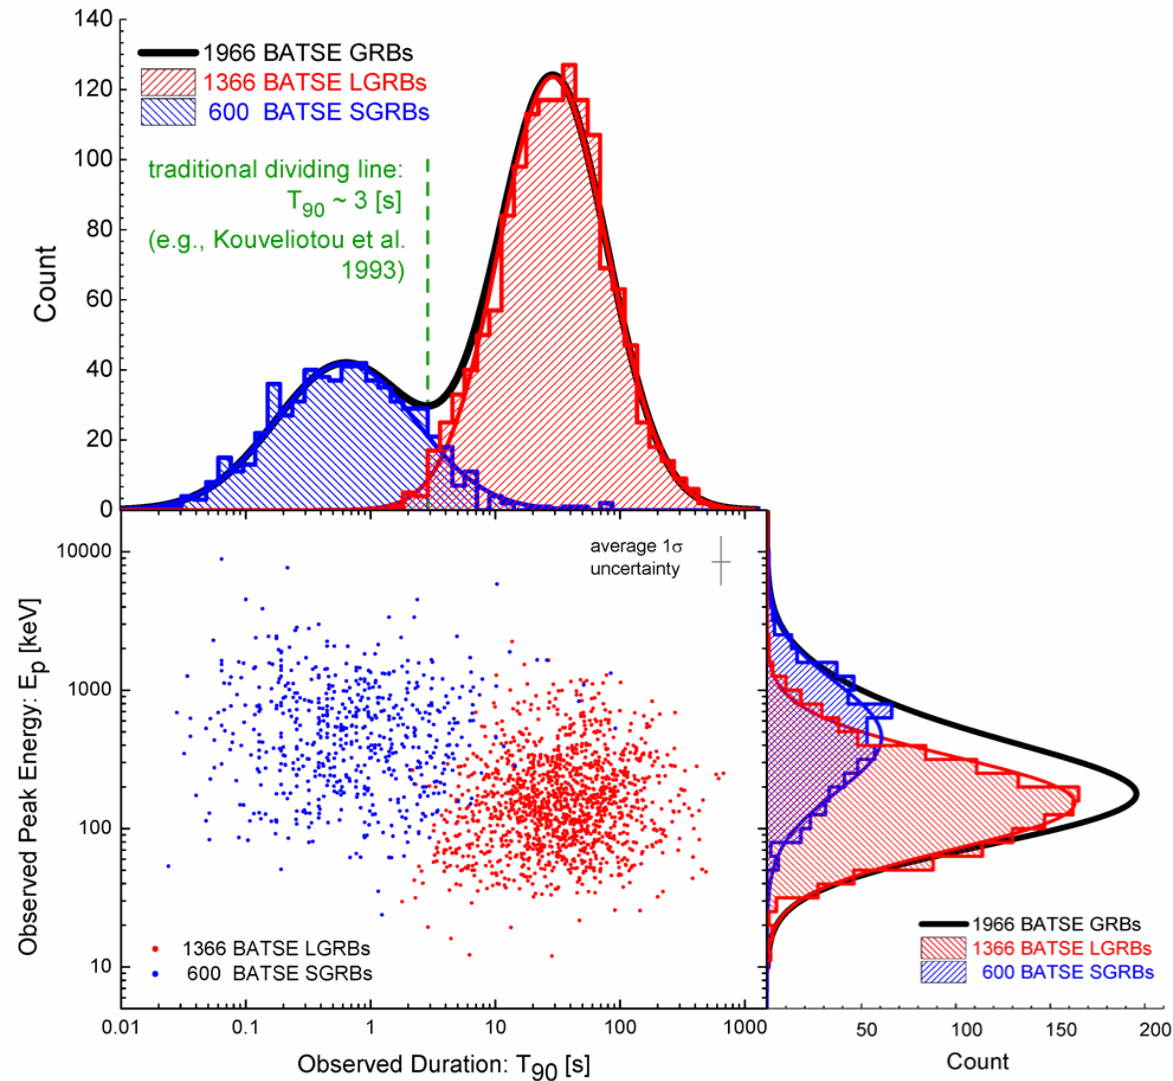 140
120
100
80
60
40
20
0
Count
1966 BATSE GRBs
1366 BATSE LGRBs
600 BATSE SGRBs
traditional dividing line:
T90 ~ 3 [s]
(e.g., Kouveliotou et al.
1993)
10000
1000
100
10
Observed Peak Energy: Ep [keV]
average 1σ
uncertainty
1366 BATSE LGRBs
600 BATSE SGRBs
0.01
0.1
1
10
100
1000
Observed Duration: T90 [s]
1966 BATSE GRBs
1366 BATSE LGRBs
600 BATSE SGRBs
50
100
150
200
Count